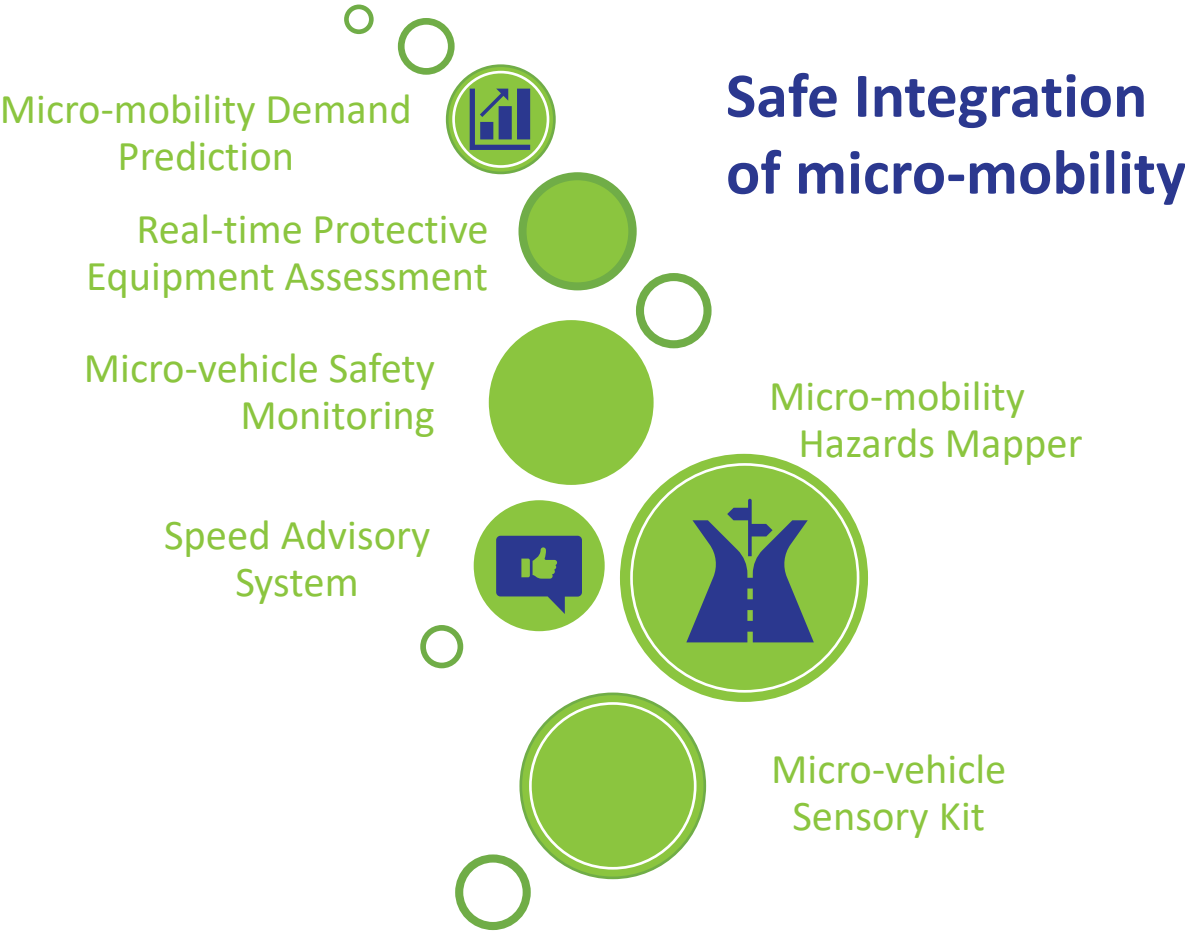 Safe Integration
of micro-mobility
Micro-mobility Demand
Prediction
Real-time Protective
Equipment Assessment
Micro-vehicle Safety
Monitoring
Micro-mobility
Hazards Mapper
Speed Advisory
System
Micro-vehicle
Sensory Kit